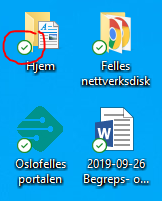 Hjem
Felles
nettverksdisk
Oslofelles
portalen
2019-09-26
Begreps- o...